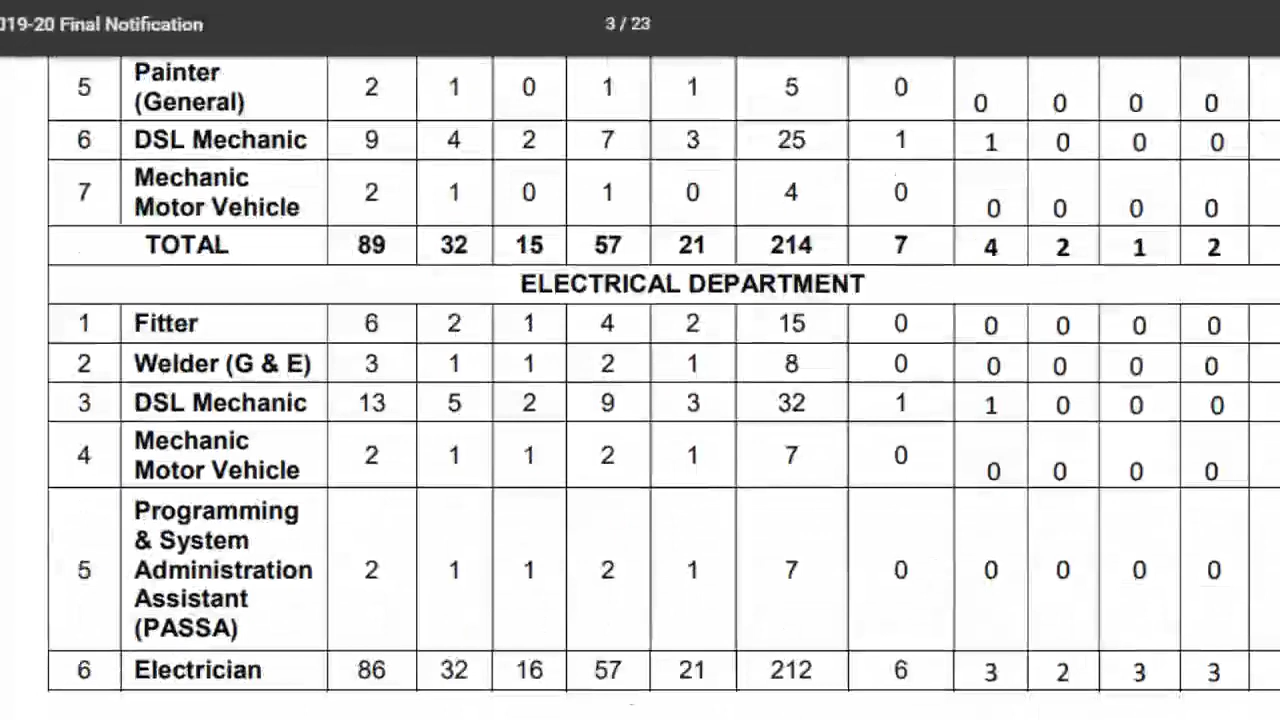 019-20 Final Notification 3 / 23
5 Painter (General) 2 1 0 1 1 5 0 0 0 0 0
6 DSL Mechanic 9 4 2 7 3 25 1 1 0 0 0
7 Mechanic Motor Vehicle 2 1 0 1 0 4 0 0 0 0 0
TOTAL 89 32 15 57 21 214 7 4 2 1 2
ELECTRICAL DEPARTMENT
1 Fitter 6 2 1 4 2 15 0 0 0 0 0
2 Welder (G & E) 3 1 1 2 1 8 0 0 0 0 0
3 DSL Mechanic 13 5 2 9 3 32 1 1 0 0 0
4 Mechanic Motor Vehicle 2 1 1 2 1 7 0 0 0 0 0
5 Programming & System Administration Assistant (PASSA) 2 1 1 2 1 7 0 0 0 0 0
6 Electrician 86 32 16 57 21 212 6 3 2 3 3